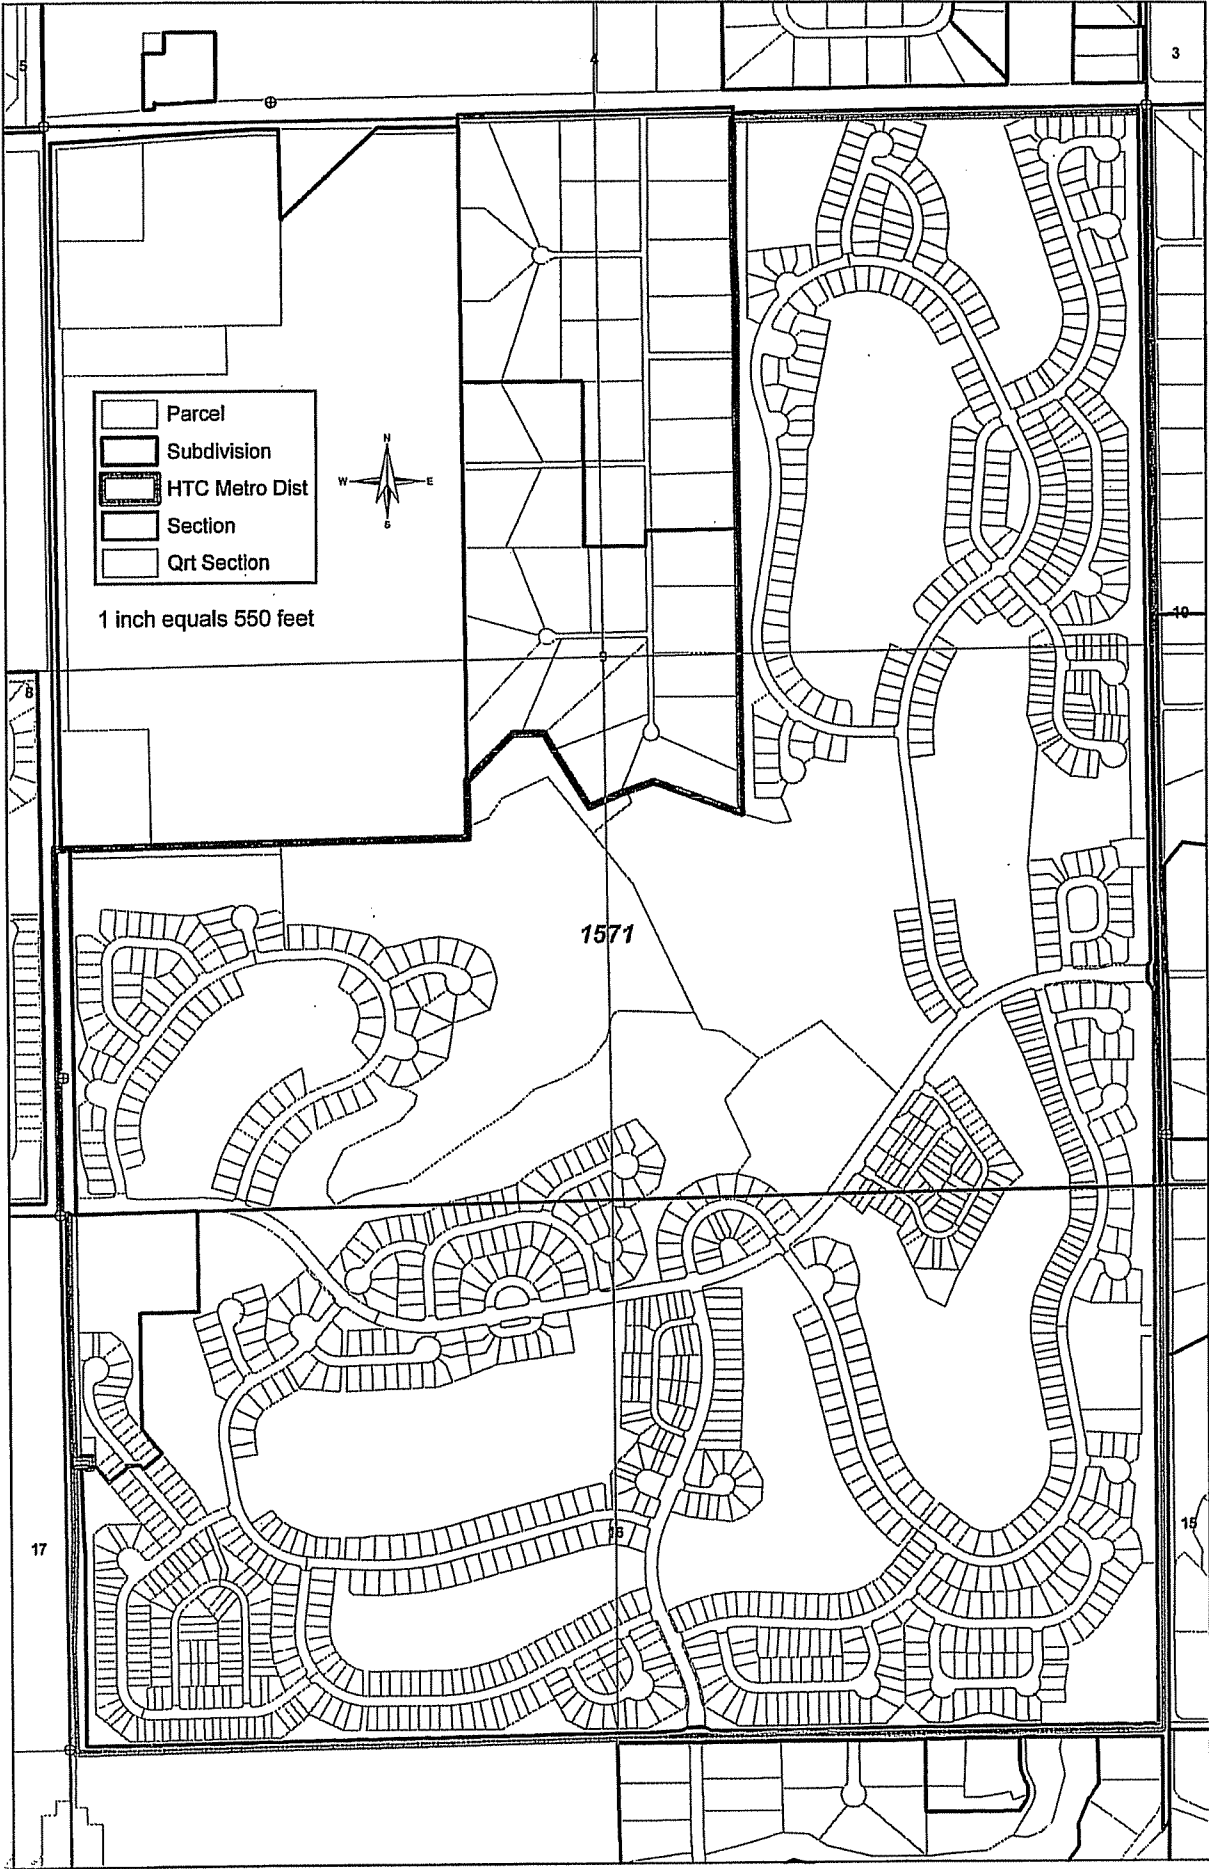 5
4
3
Parcel
Subdivision
HTC Metro Dist
Section
Qrt Section
N
W
E
S
1 inch equals 550 feet
10
8
1571
16
17
15